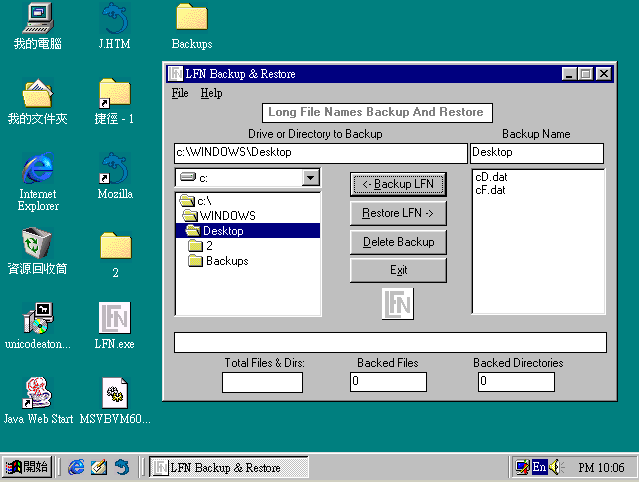 我的電腦
J.HTM
Backups
我的文件夾
捷徑 - 1
Internet
Explorer
Mozilla
資源回收筒
2
unicodeaton...
LFN.exe
Java Web Start
MSVBVM60...
LFN Backup & Restore
File Help
Long File Names Backup And Restore
Drive or Directory to Backup
Backup Name
c:\WINDOWS\Desktop
Desktop
c:
c:\
WINDOWS
Desktop
2
Backups
<- Backup LFN
Restore LFN ->
Delete Backup
Exit
LFN
cD.dat
cF.dat
Total Files & Dirs:
Backed Files
Backed Directories
0
0
開始
LFN Backup & Restore
En
PM 10:06